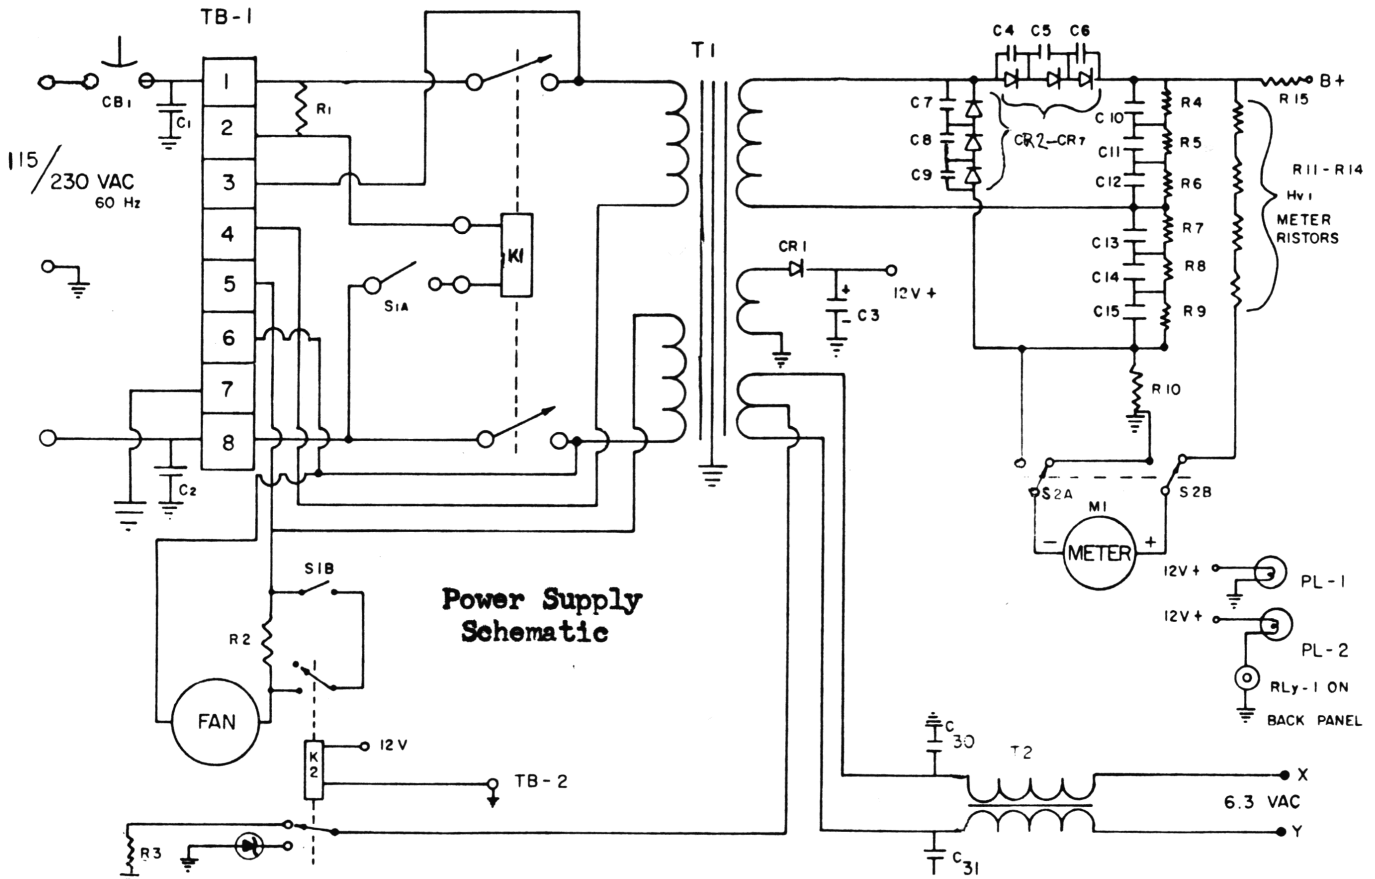 TB-1
T1
C4 C5 C6
1
CB1
C1
R1
2
3
4
5
6
7
8
115/230 VAC
60 Hz
K1
S1A
C2
C7
C8
C9
CR2-CR7
C10
C11
C12
C13
C14
C15
R4
R5
R6
R7
R8
R9
R10
R15
B+
R11-R14
HV1
METER
RISTORS
CR1
12V+
+
-
C3
S2A
S2B
M1
-
METER
+
12V+
PL-1
12V+
PL-2
RLy-1 ON
BACK PANEL
S1B
R2
FAN
Power Supply
Schematic
K2
12V
TB-2
R3
C30
T2
X
6.3 VAC
Y
C31